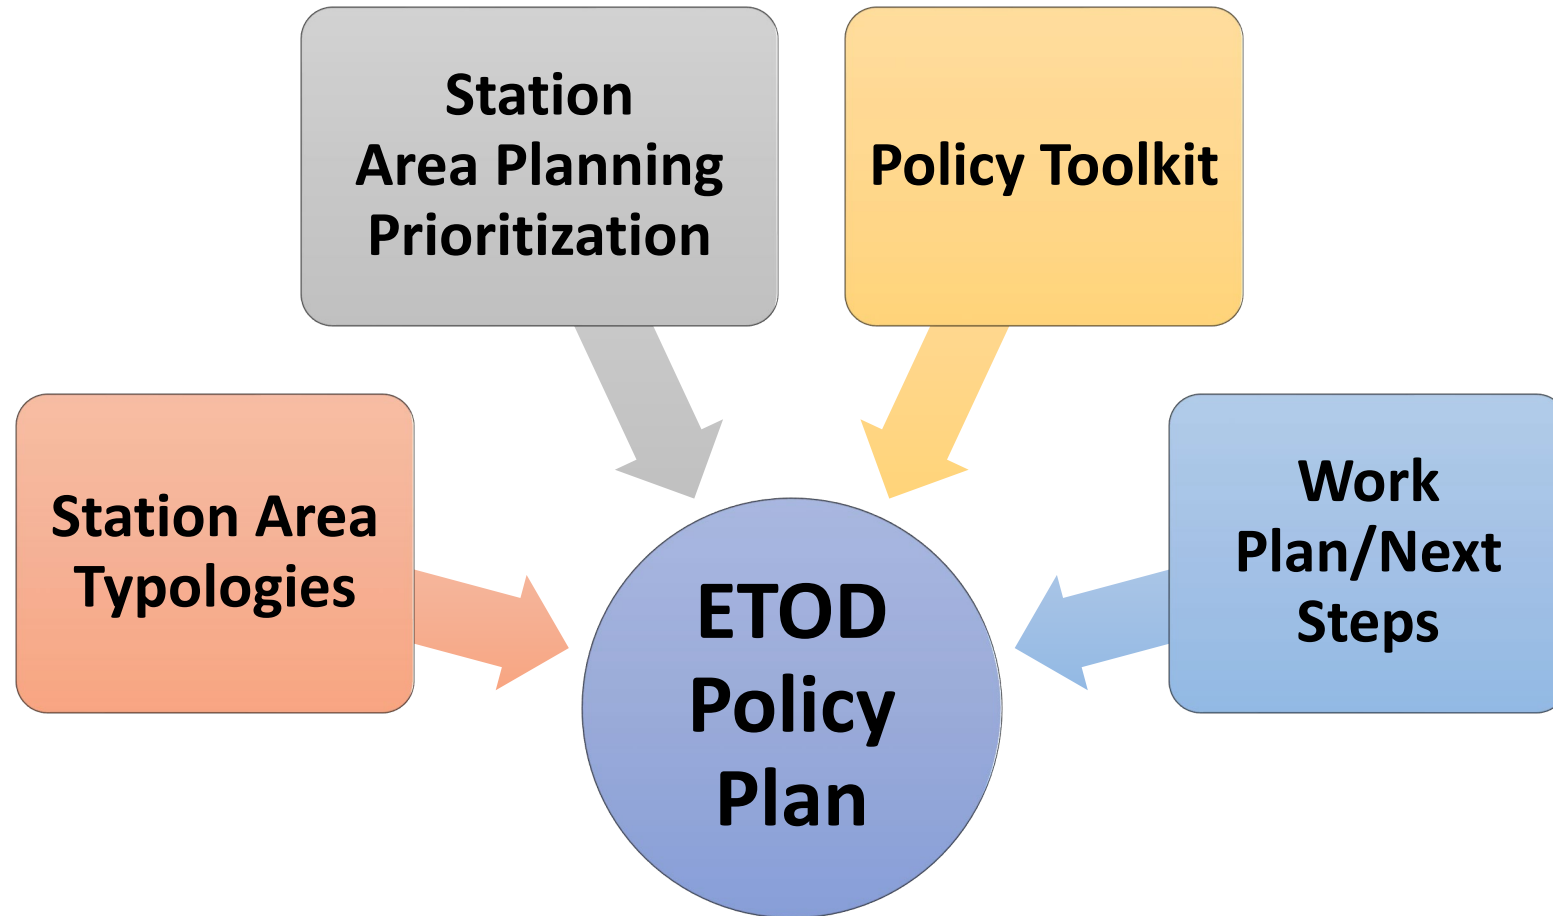 Station
Area Planning
Prioritization
Policy Toolkit
Station Area
Typologies
Work
Plan/Next
Steps
ETOD
Policy
Plan